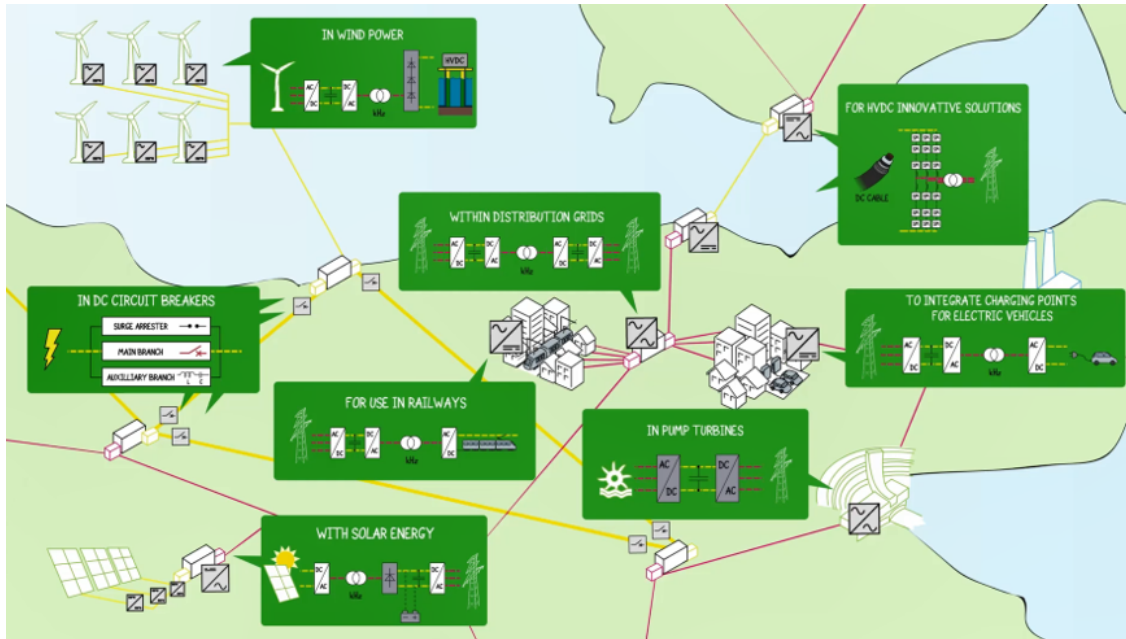 IN WIND POWER
HVDC
AC
DC
DC
AC
kHz
FOR HVDC INNOVATIVE SOLUTIONS
DC CABLE
WITHIN DISTRIBUTION GRIDS
AC
DC
DC
AC
kHz
AC
DC
DC
AC
IN DC CIRCUIT BREAKERS
SURGE ARRESTER
MAIN BRANCH
AUXILLIARY BRANCH
L
C
TO INTEGRATE CHARGING POINTS
FOR ELECTRIC VEHICLES
AC
DC
DC
AC
kHz
AC
DC
FOR USE IN RAILWAYS
AC
DC
DC
AC
kHz
AC
DC
IN PUMP TURBINES
AC
DC
DC
AC
WITH SOLAR ENERGY
DC
AC
kHz
DC
AC